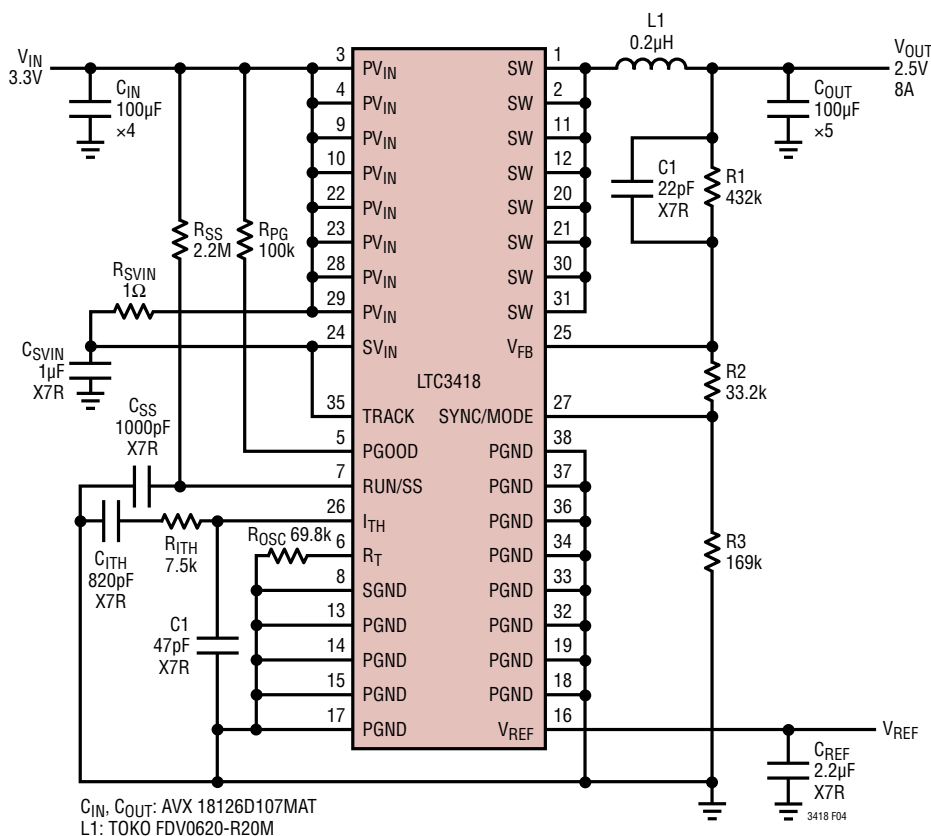 VIN
3.3V
CIN
100µF
×4
RSS
2.2M
RPG
100k
RSVIN
1Ω
CSVIN
1µF
X7R
CSS
1000pF
X7R
CITH
820pF
X7R
RITH
7.5k
ROSC 69.8k
C1
47pF
X7R
3 PVIN
4 PVIN
9 PVIN
10 PVIN
22 PVIN
23 PVIN
28 PVIN
29 PVIN
24 SVIN
35 TRACK
5 PGOOD
7 RUN/SS
26 ITH
6 RT
8 SGND
13 PGND
14 PGND
15 PGND
17 PGND
LTC3418
SW 1
SW 2
SW 11
SW 12
SW 20
SW 21
SW 30
SW 31
VFB 25
SYNC/MODE 27
PGND 38
PGND 37
PGND 36
PGND 34
PGND 33
PGND 32
PGND 19
PGND 18
VREF 16
L1
0.2µH
VOUT
2.5V
8A
COUT
100µF
×5
C1
22pF
X7R
R1
432k
R2
33.2k
R3
169k
VREF
CREF
2.2µF
X7R
3418 F04
CIN, COUT: AVX 18126D107MAT
L1: TOKO FDV0620-R20M